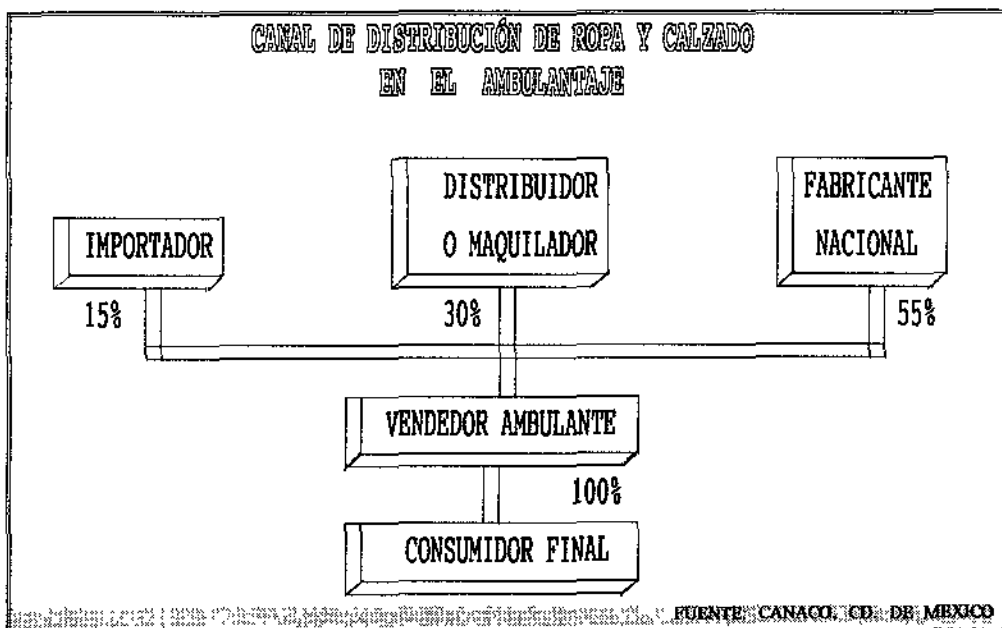 CANAL DE DISTRIBUCIÓN DE ROPA Y CALZADO
EN EL AMBULANTAJE
IMPORTADOR
15%
DISTRIBUIDOR
O MAQUILADOR
30%
FABRICANTE
NACIONAL
55%
VENDEDOR AMBULANTE
100%
CONSUMIDOR FINAL
FUENTE: CANACO, CD. DE MEXICO